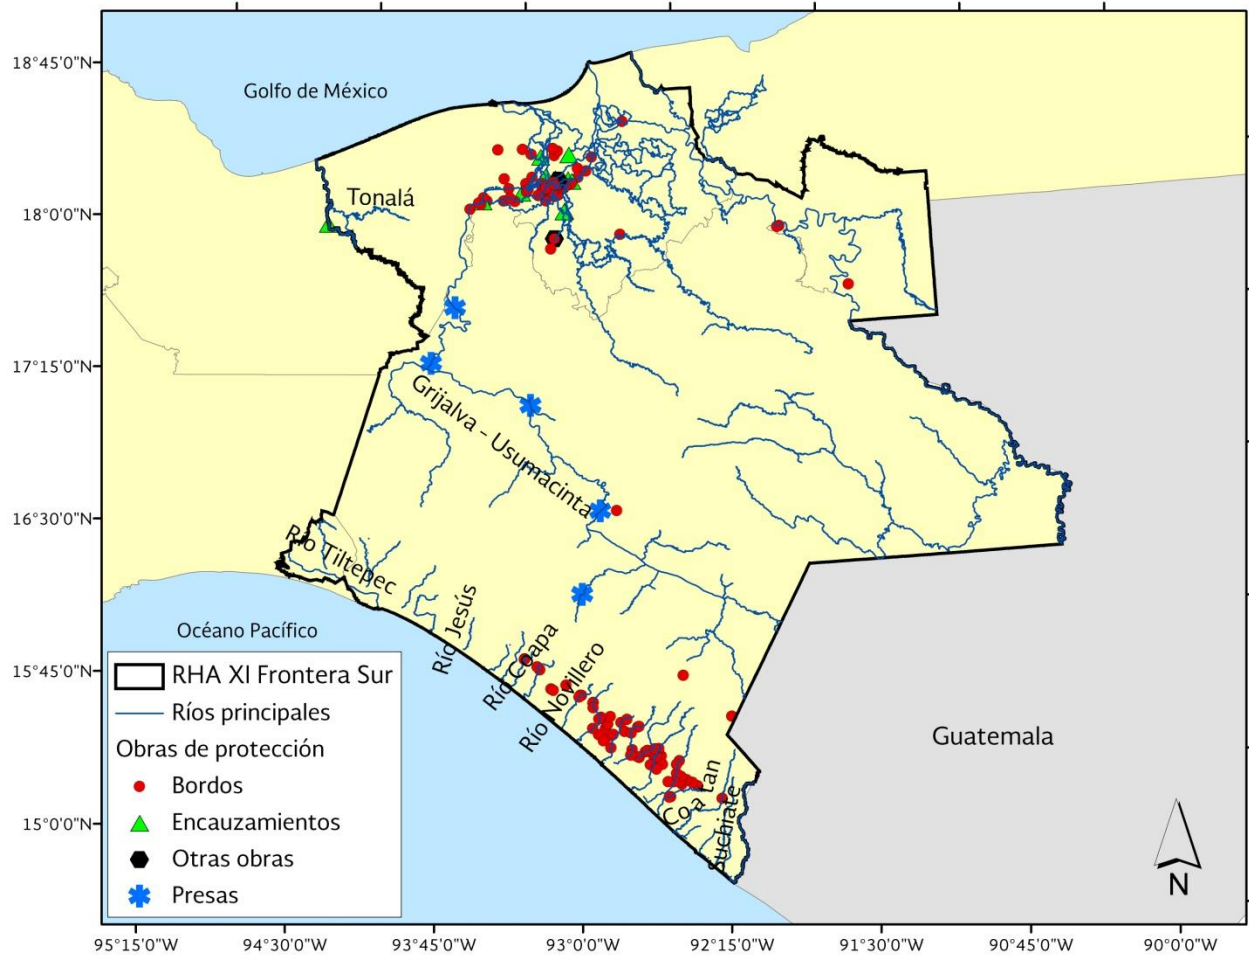 18°45'0"N
Golfo de México
Tonalá
18°0'0"N
17°15'0"N
Grijalva - Usumacinta
16°30'0"N
Río Tiltepec
Río Jesús
Océano Pacífico
Río Coapa
Río Novillero
15°45'0"N
RHA XI Frontera Sur
Ríos principales
Obras de protección
Guatemala
Bordos
Co a tan
Suchiate
Encauzamientos
15°0'0"N
Otras obras
Presas
N
95°15'0"W 94°30'0"W 93°45'0"W 93°0'0"W 92°15'0"W 91°30'0"W 90°45'0"W 90°0'0"W